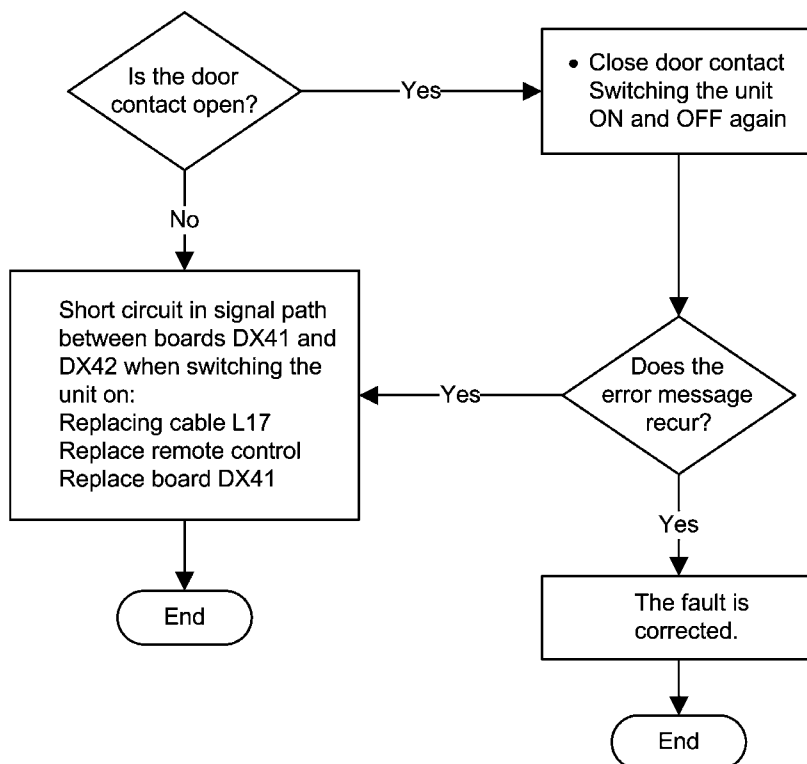 Is the door
contact open?
Yes
• Close door contact
Switching the unit
ON and OFF again
No
Short circuit in signal path
between boards DX41 and
DX42 when switching the
unit on:
Replacing cable L17
Replace remote control
Replace board DX41
Yes
Does the
error message
recur?
Yes
End
The fault is
corrected.
End